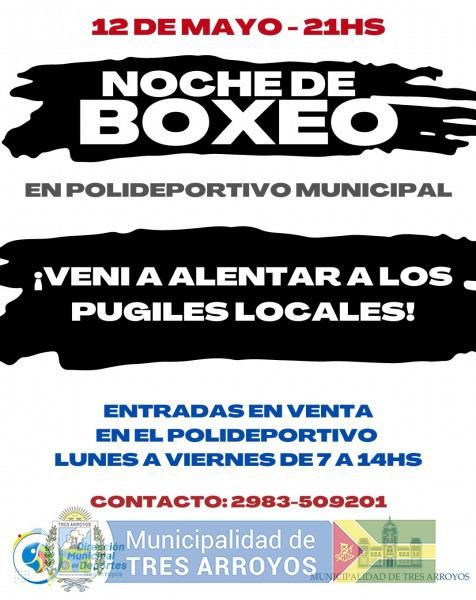 12 DE MAYO - 21HS
NOCHE DE
BOXEO
EN POLIDEPORTIVO MUNICIPAL
¡VENI A ALENTAR A LOS
PUGILES LOCALES!
ENTRADAS EN VENTA
EN EL POLIDEPORTIVO
LUNES A VIERNES DE 7 A 14HS
CONTACTO: 2983-509201
TRES ARROYOS
Dirección
Municipal
de Deportes
Arroyos
Municipalidad de
TRES ARROYOS
MUNICIPALIDAD DE TRES ARROYOS